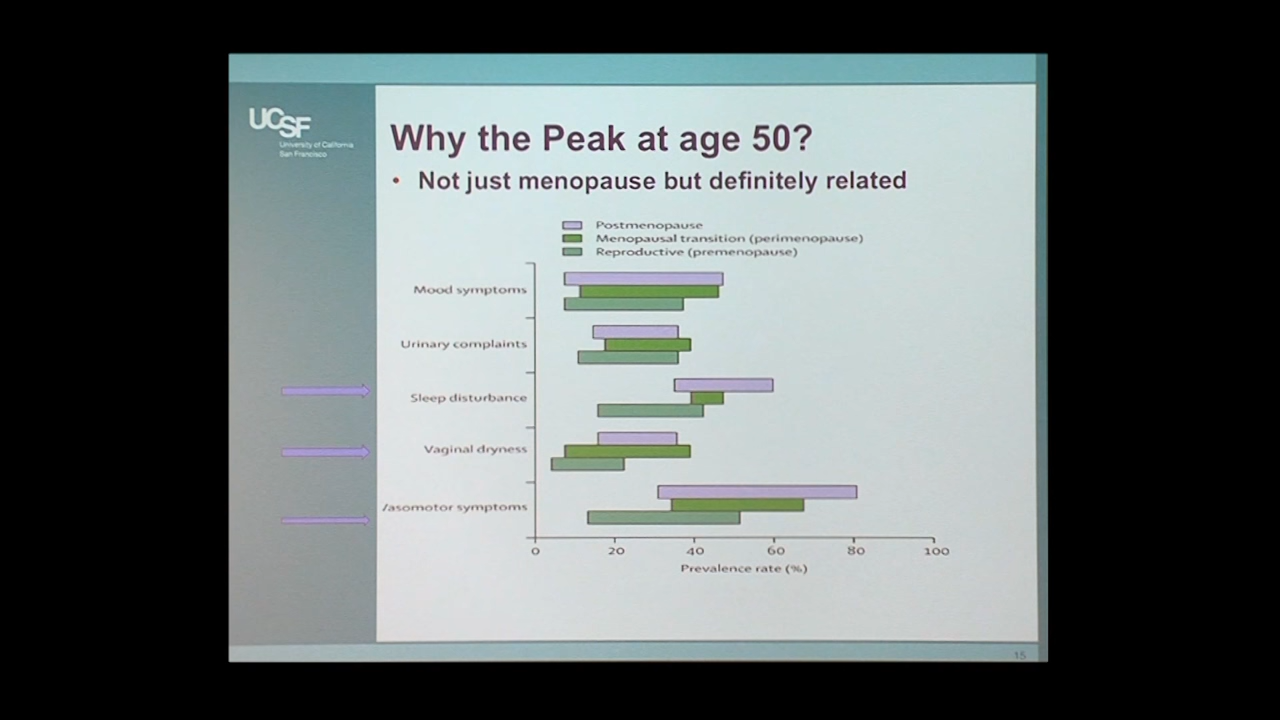 UCSF
University of California
San Francisco
Why the Peak at age 50?
• Not just menopause but definitely related
Postmenopause
Menopausal transition (perimenopause)
Reproductive (premenopause)
Mood symptoms
Urinary complaints
Sleep disturbance
Vaginal dryness
/asomotor symptoms
0 20 40 60 80 100
Prevalence rate (%)
15